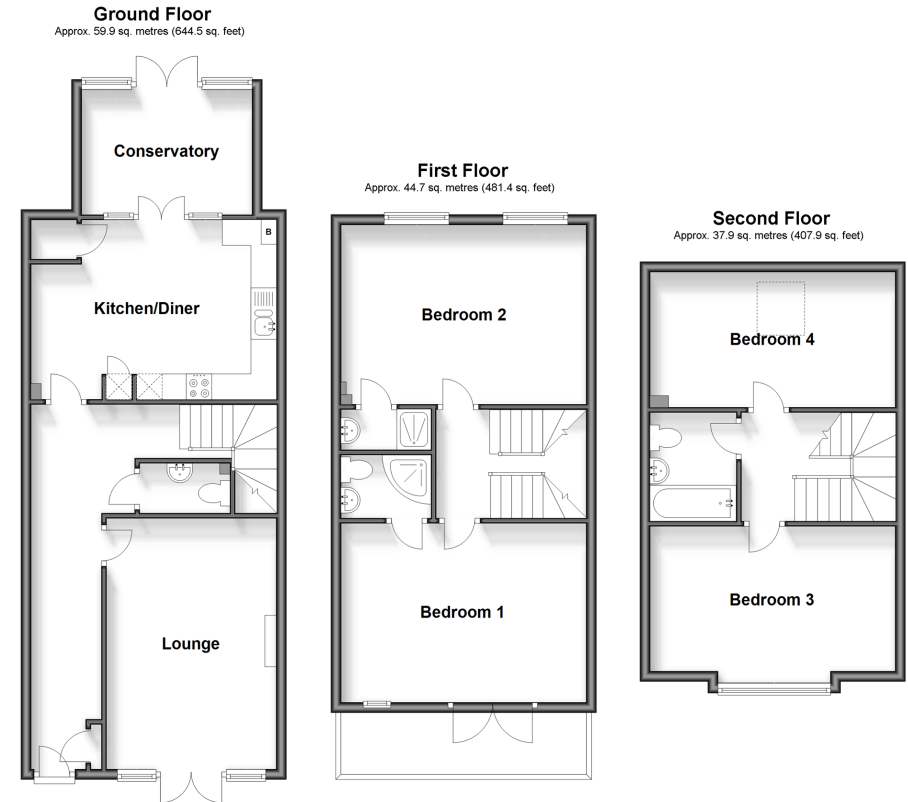 Ground Floor
Approx. 59.9 sq. metres (644.5 sq. feet)
Conservatory
B
Kitchen/Diner
Lounge
First Floor
Approx. 44.7 sq. metres (481.4 sq. feet)
Bedroom 2
Bedroom 1
Second Floor
Approx. 37.9 sq. metres (407.9 sq. feet)
Bedroom 4
Bedroom 3